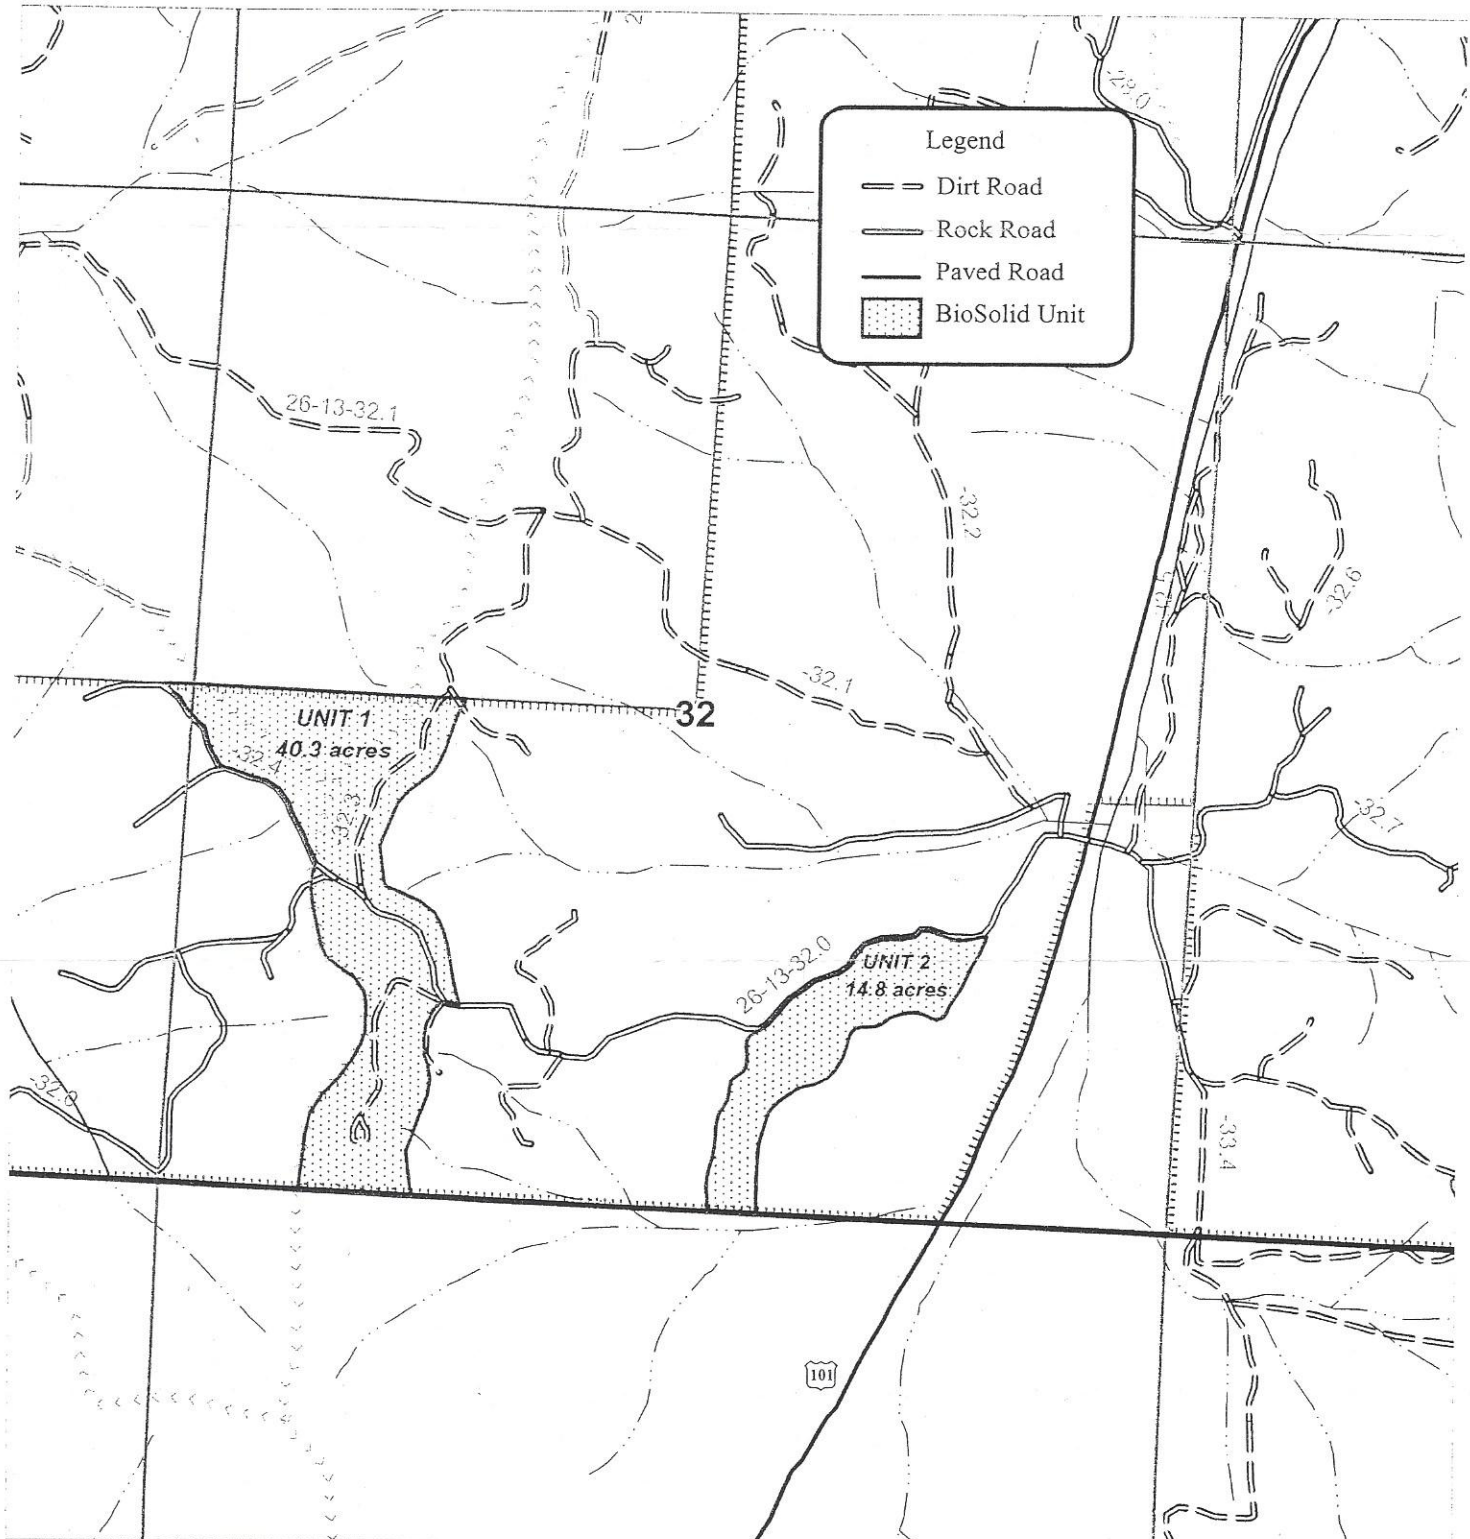 -28.0
Legend
Dirt Road
Rock Road
Paved Road
BioSolid Unit
26-13-32.1
-32.2
-32.6
-32.1
32
UNIT 1
40.3 acres
-32.4
-32.3
-32.7
26-13-32.0
UNIT 2
14.8 acres
-32.0
-33.4
101